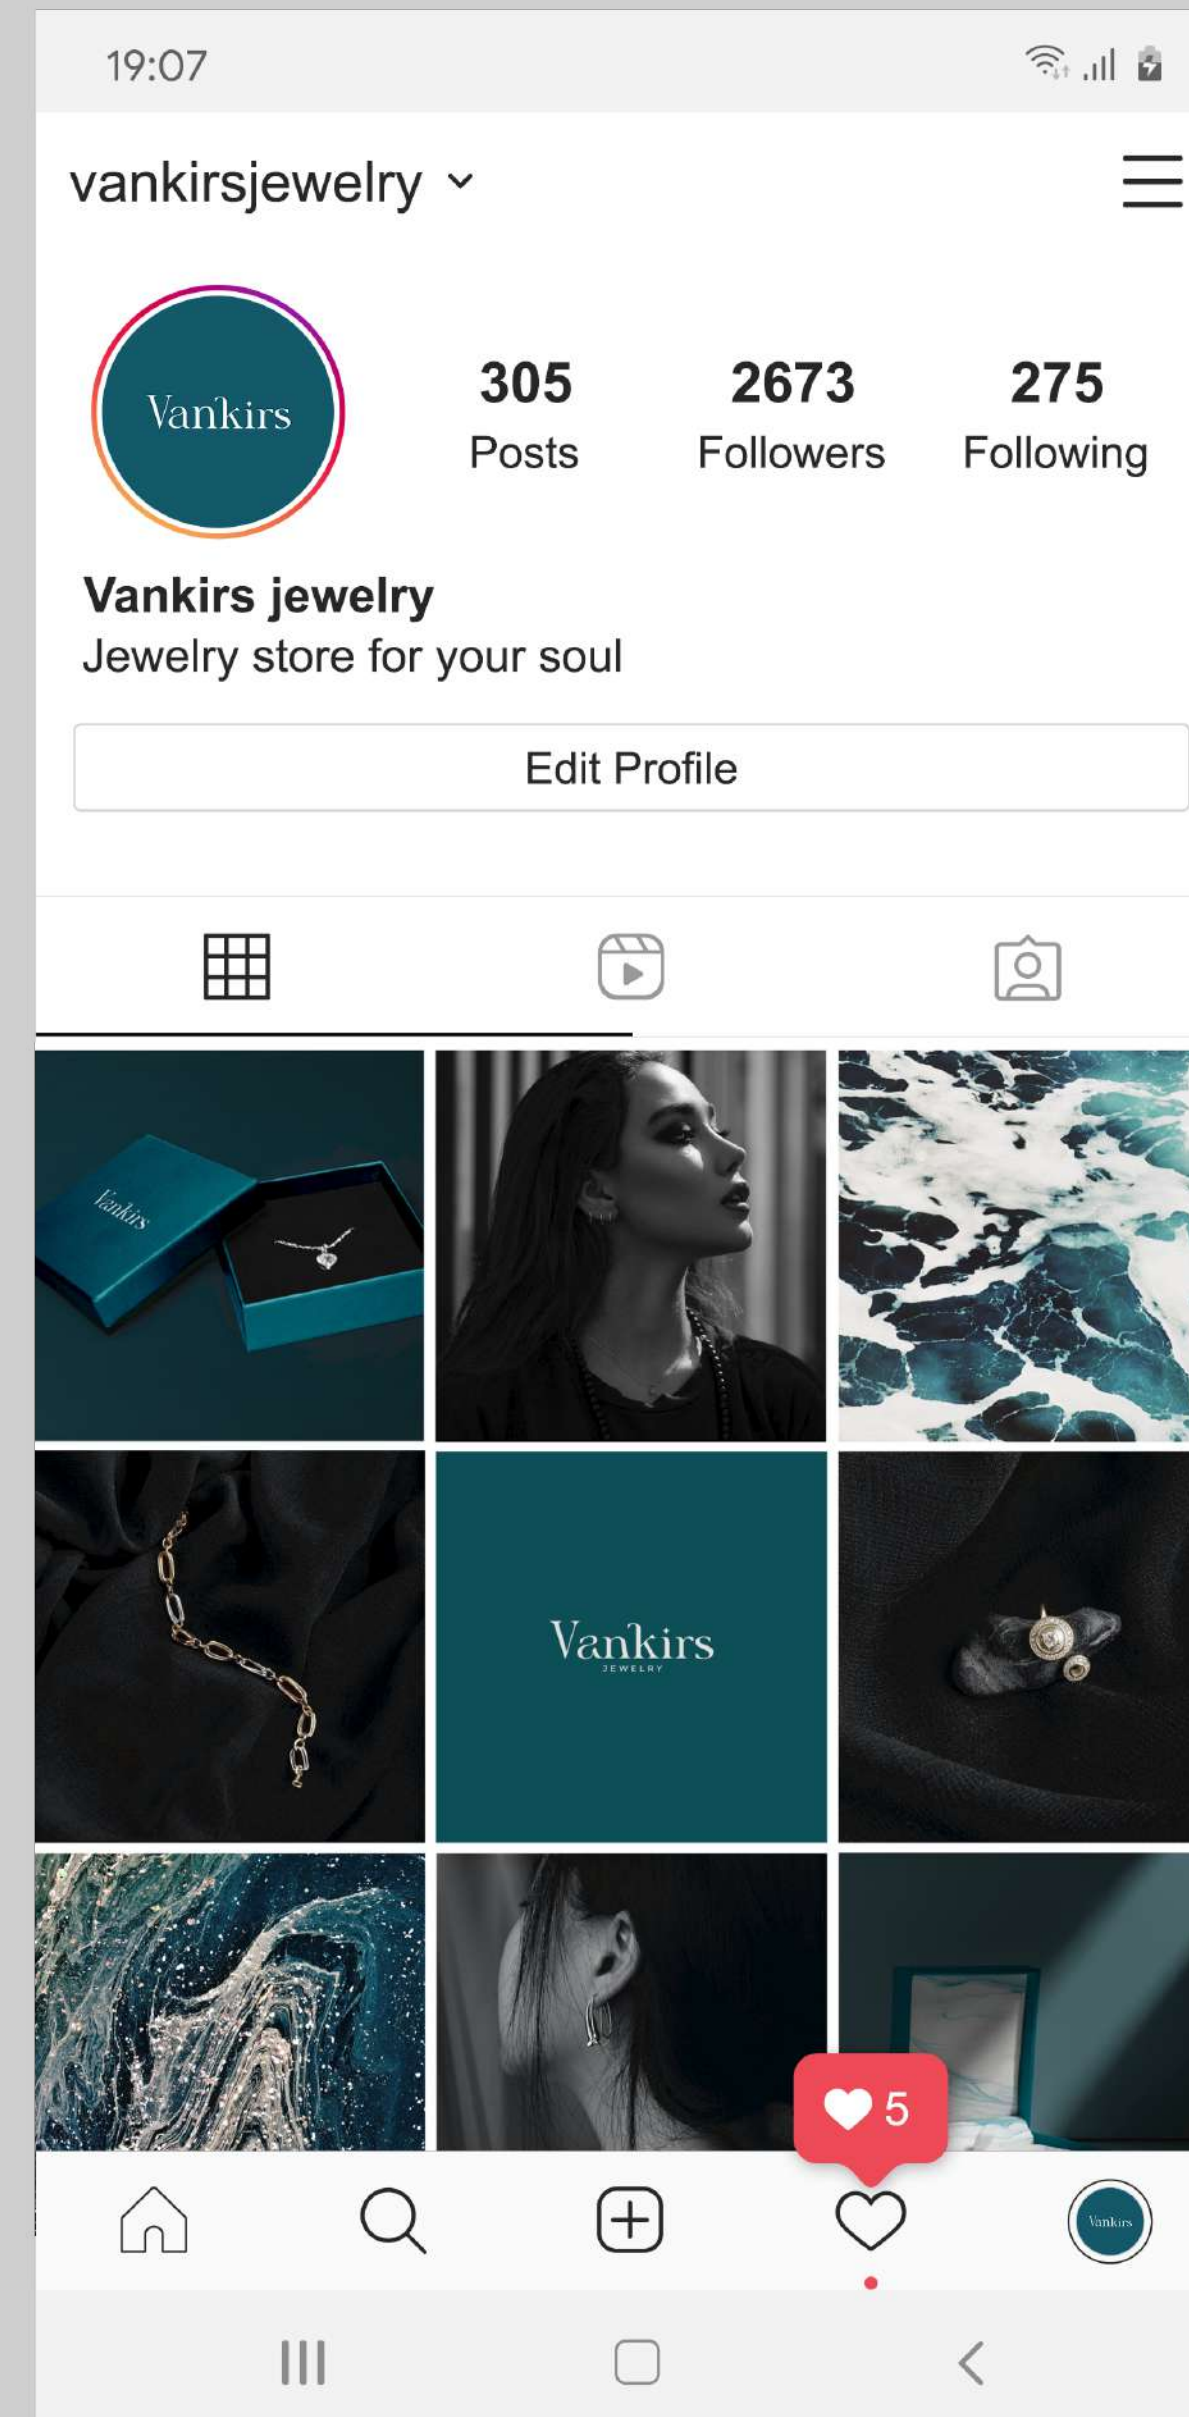 19:07
vankirsjewelry
Vankirs
305
2673
275
Posts
Followers
Following
Vankirs jewelry
Jewelry store for your soul
Edit Profile
Vankirs
Vankirs
JEWELRY
5
Vankirs